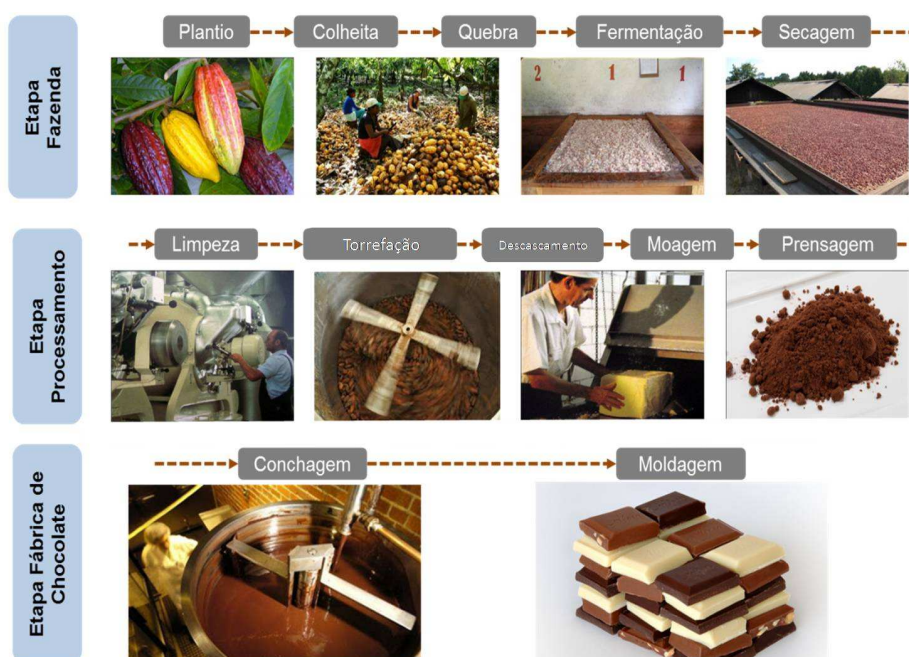 Etapa
Fazenda
Plantio
Colheita
Quebra
Fermentação
Secagem
2
1
1
Etapa
Processamento
Limpeza
Torrefação
Descascamento
Moagem
Prensagem
Etapa Fábrica de
Chocolate
Conchagem
Moldagem